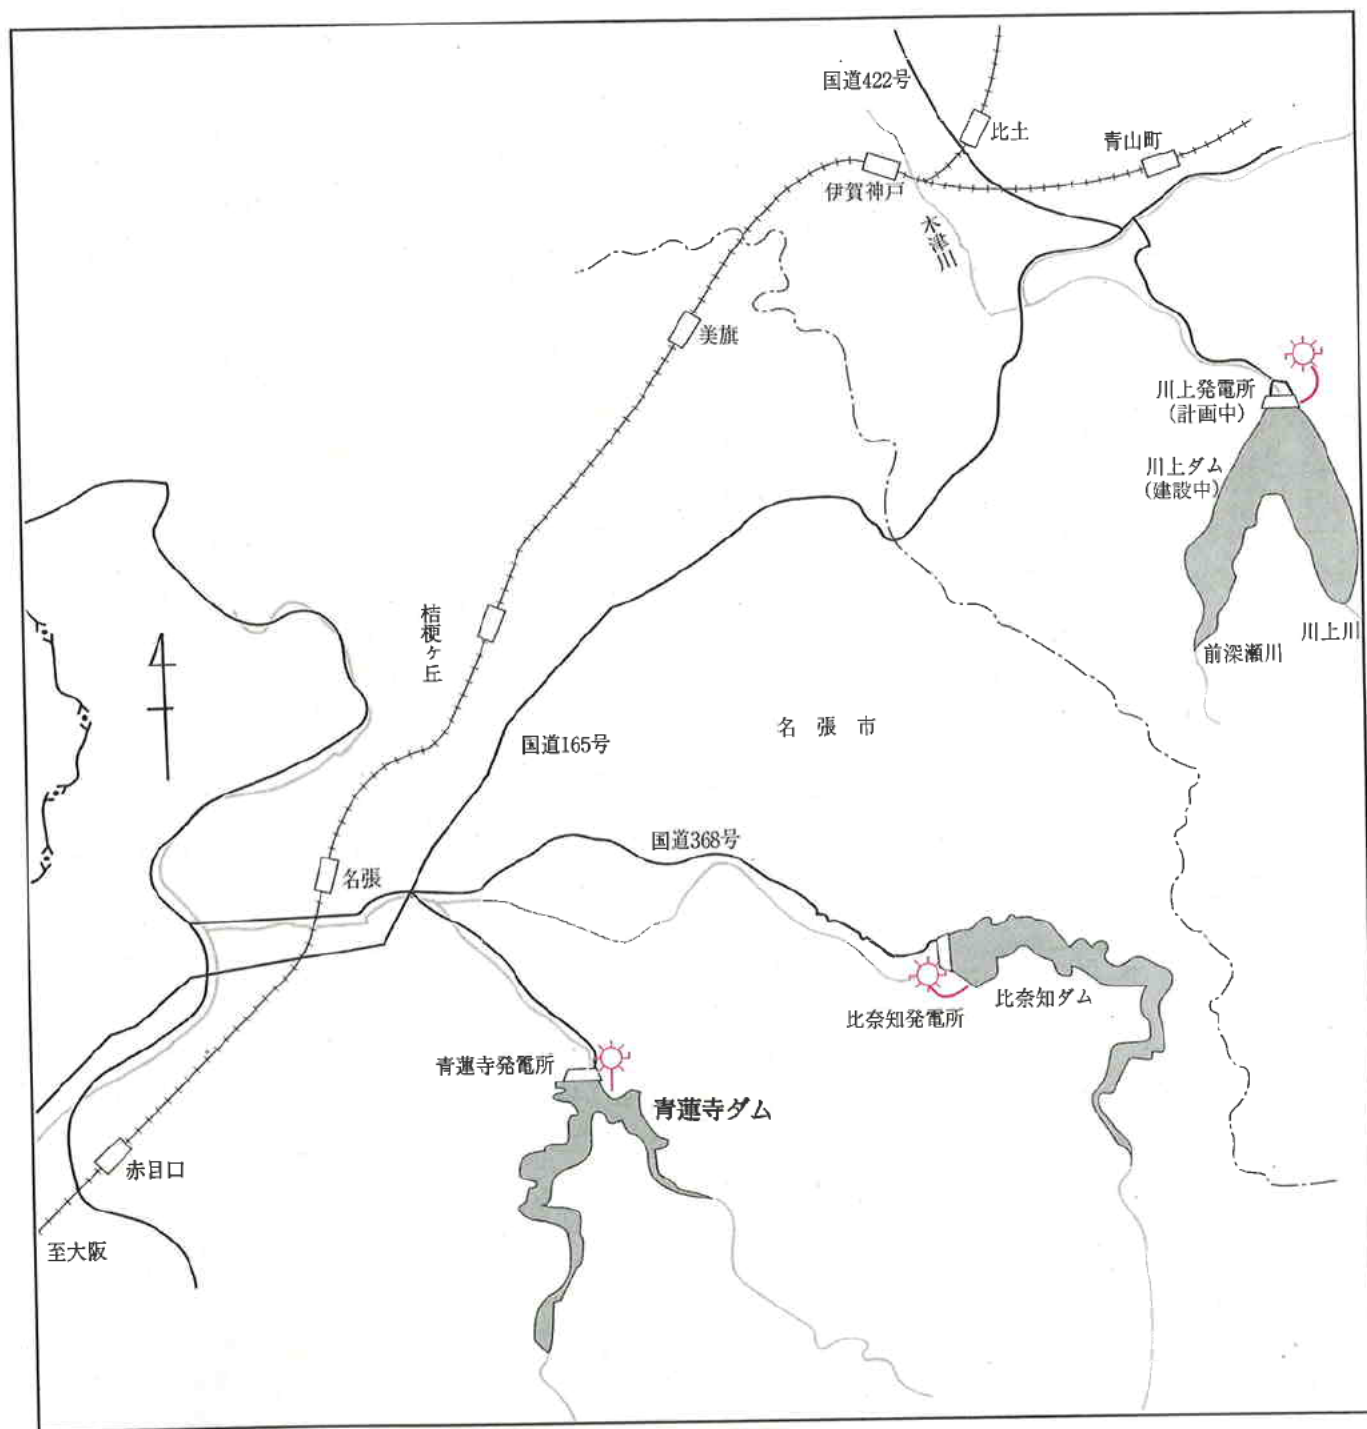 国道422号
比土
青山町
伊賀神戸
木津川
美旗
川上発電所
(計画中)
川上ダム
(建設中)
桔梗ヶ丘
川上川
前深瀬川
名張市
国道165号
国道368号
名張
比奈知ダム
比奈知発電所
青蓮寺発電所
青蓮寺ダム
赤目口
至大阪